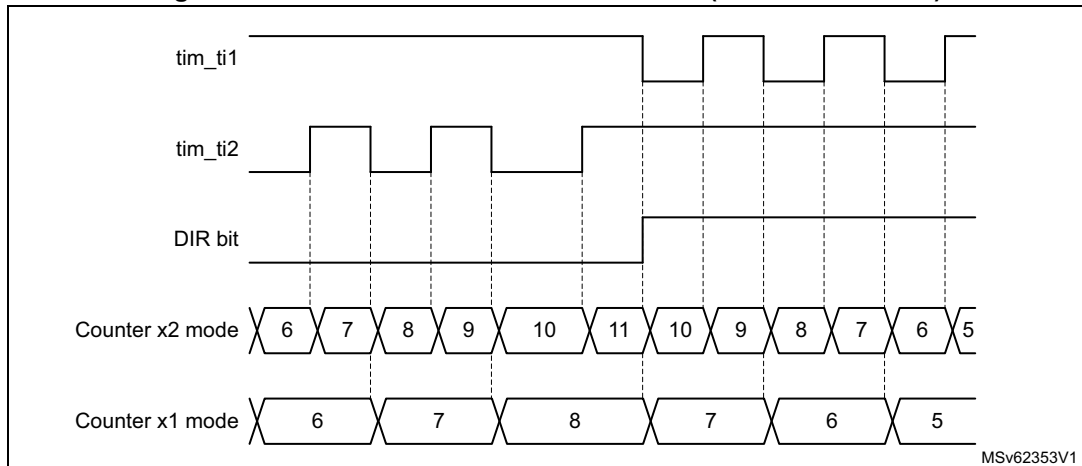 tim_ti1
tim_ti2
DIR bit
Counter x2 mode 6 7 8 9 10 11 10 9 8 7 6 5
Counter x1 mode 6 7 8 7 6 5
MSv62353V1